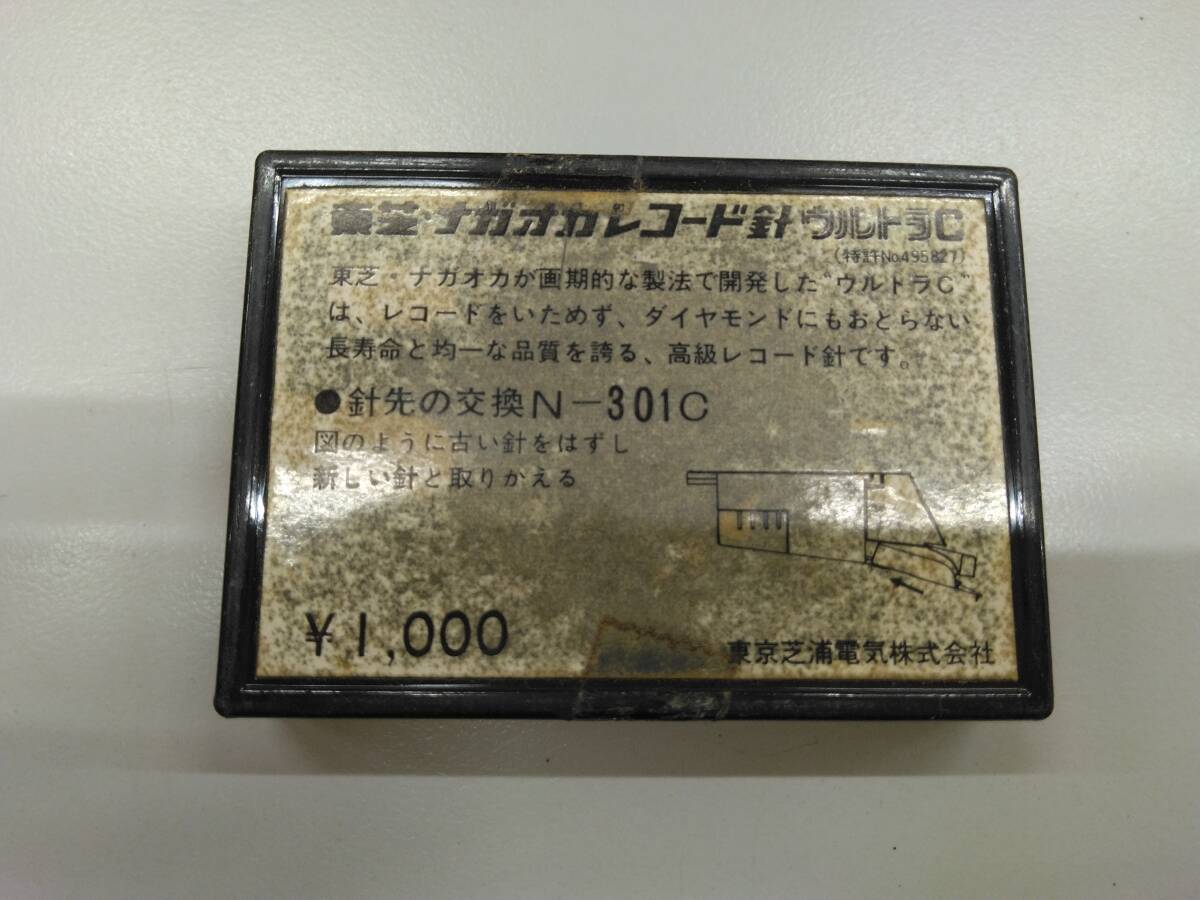 東芝・ナガオカレコード針 ウルトラC
(特許No.495827)
東芝・ナガオカが画期的な製法で開発した"ウルトラC"
は、レコードをいためず、ダイヤモンドにもおとらない
長寿命と均一な品質を誇る、高級レコード針です。
●針先の交換N-301C
図のように古い針をはずし
新しい針と取りかえる
¥1,000
東京芝浦電気株式会社